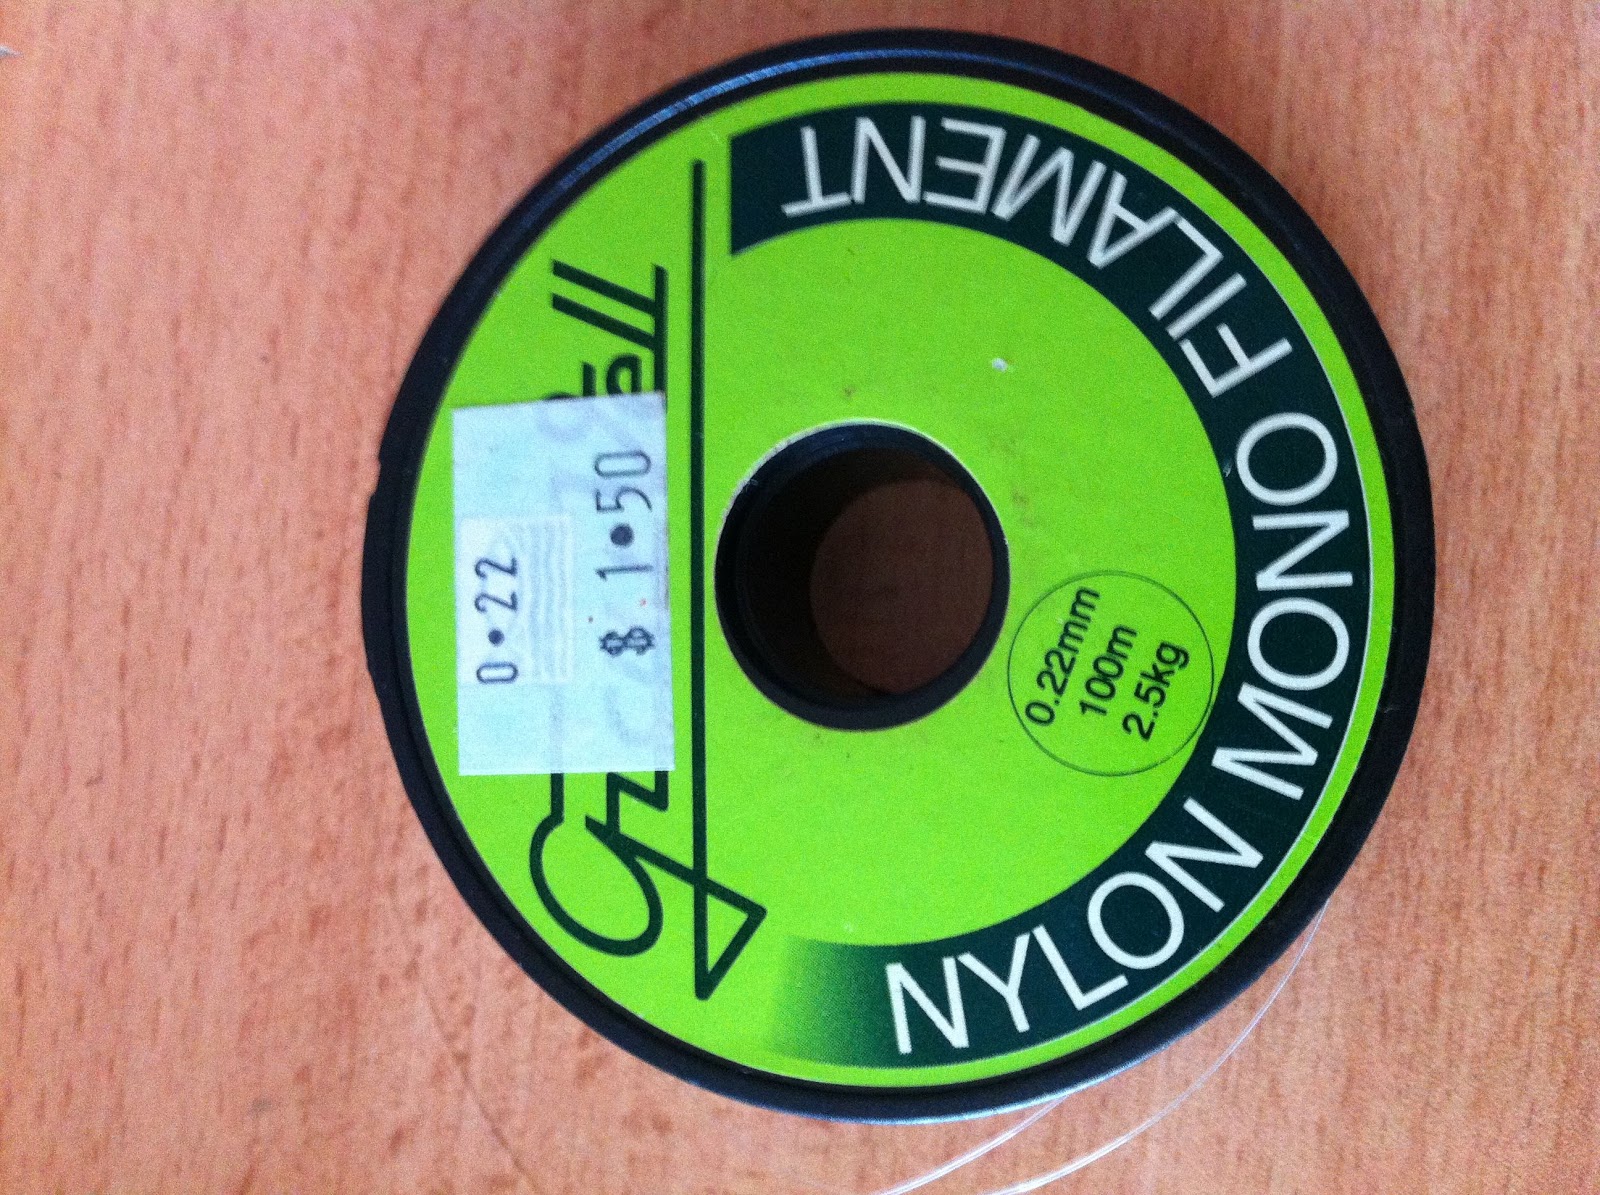 0.22
$ 1.50
NYLON MONO FILAMENT
0.22mm
100m
2.5kg